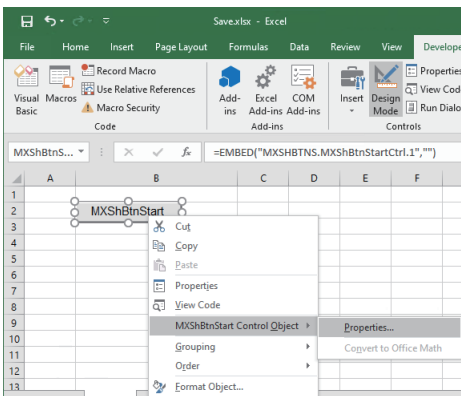 Save.xlsx - Excel
File Home Insert Page Layout Formulas Data Review View Develope
Visual Basic
Macros
Record Macro
Use Relative References
Macro Security
Code
Add-ins
Excel Add-ins
COM Add-ins
Add-ins
Insert
Design Mode
Properties
View Code
Run Dialo
Controls
MXShBtnS... fx =EMBED("MXSHBTNS.MXShBtnStartCtrl.1","")
A B C D E F
1
2 MXShBtnStart
3 Cut
4 Copy
5 Paste
6
7 Properties
8 View Code
9 MXShBtnStart Control Object Properties...
10 Grouping Convert to Office Math
11
12 Order
13 Format Object...